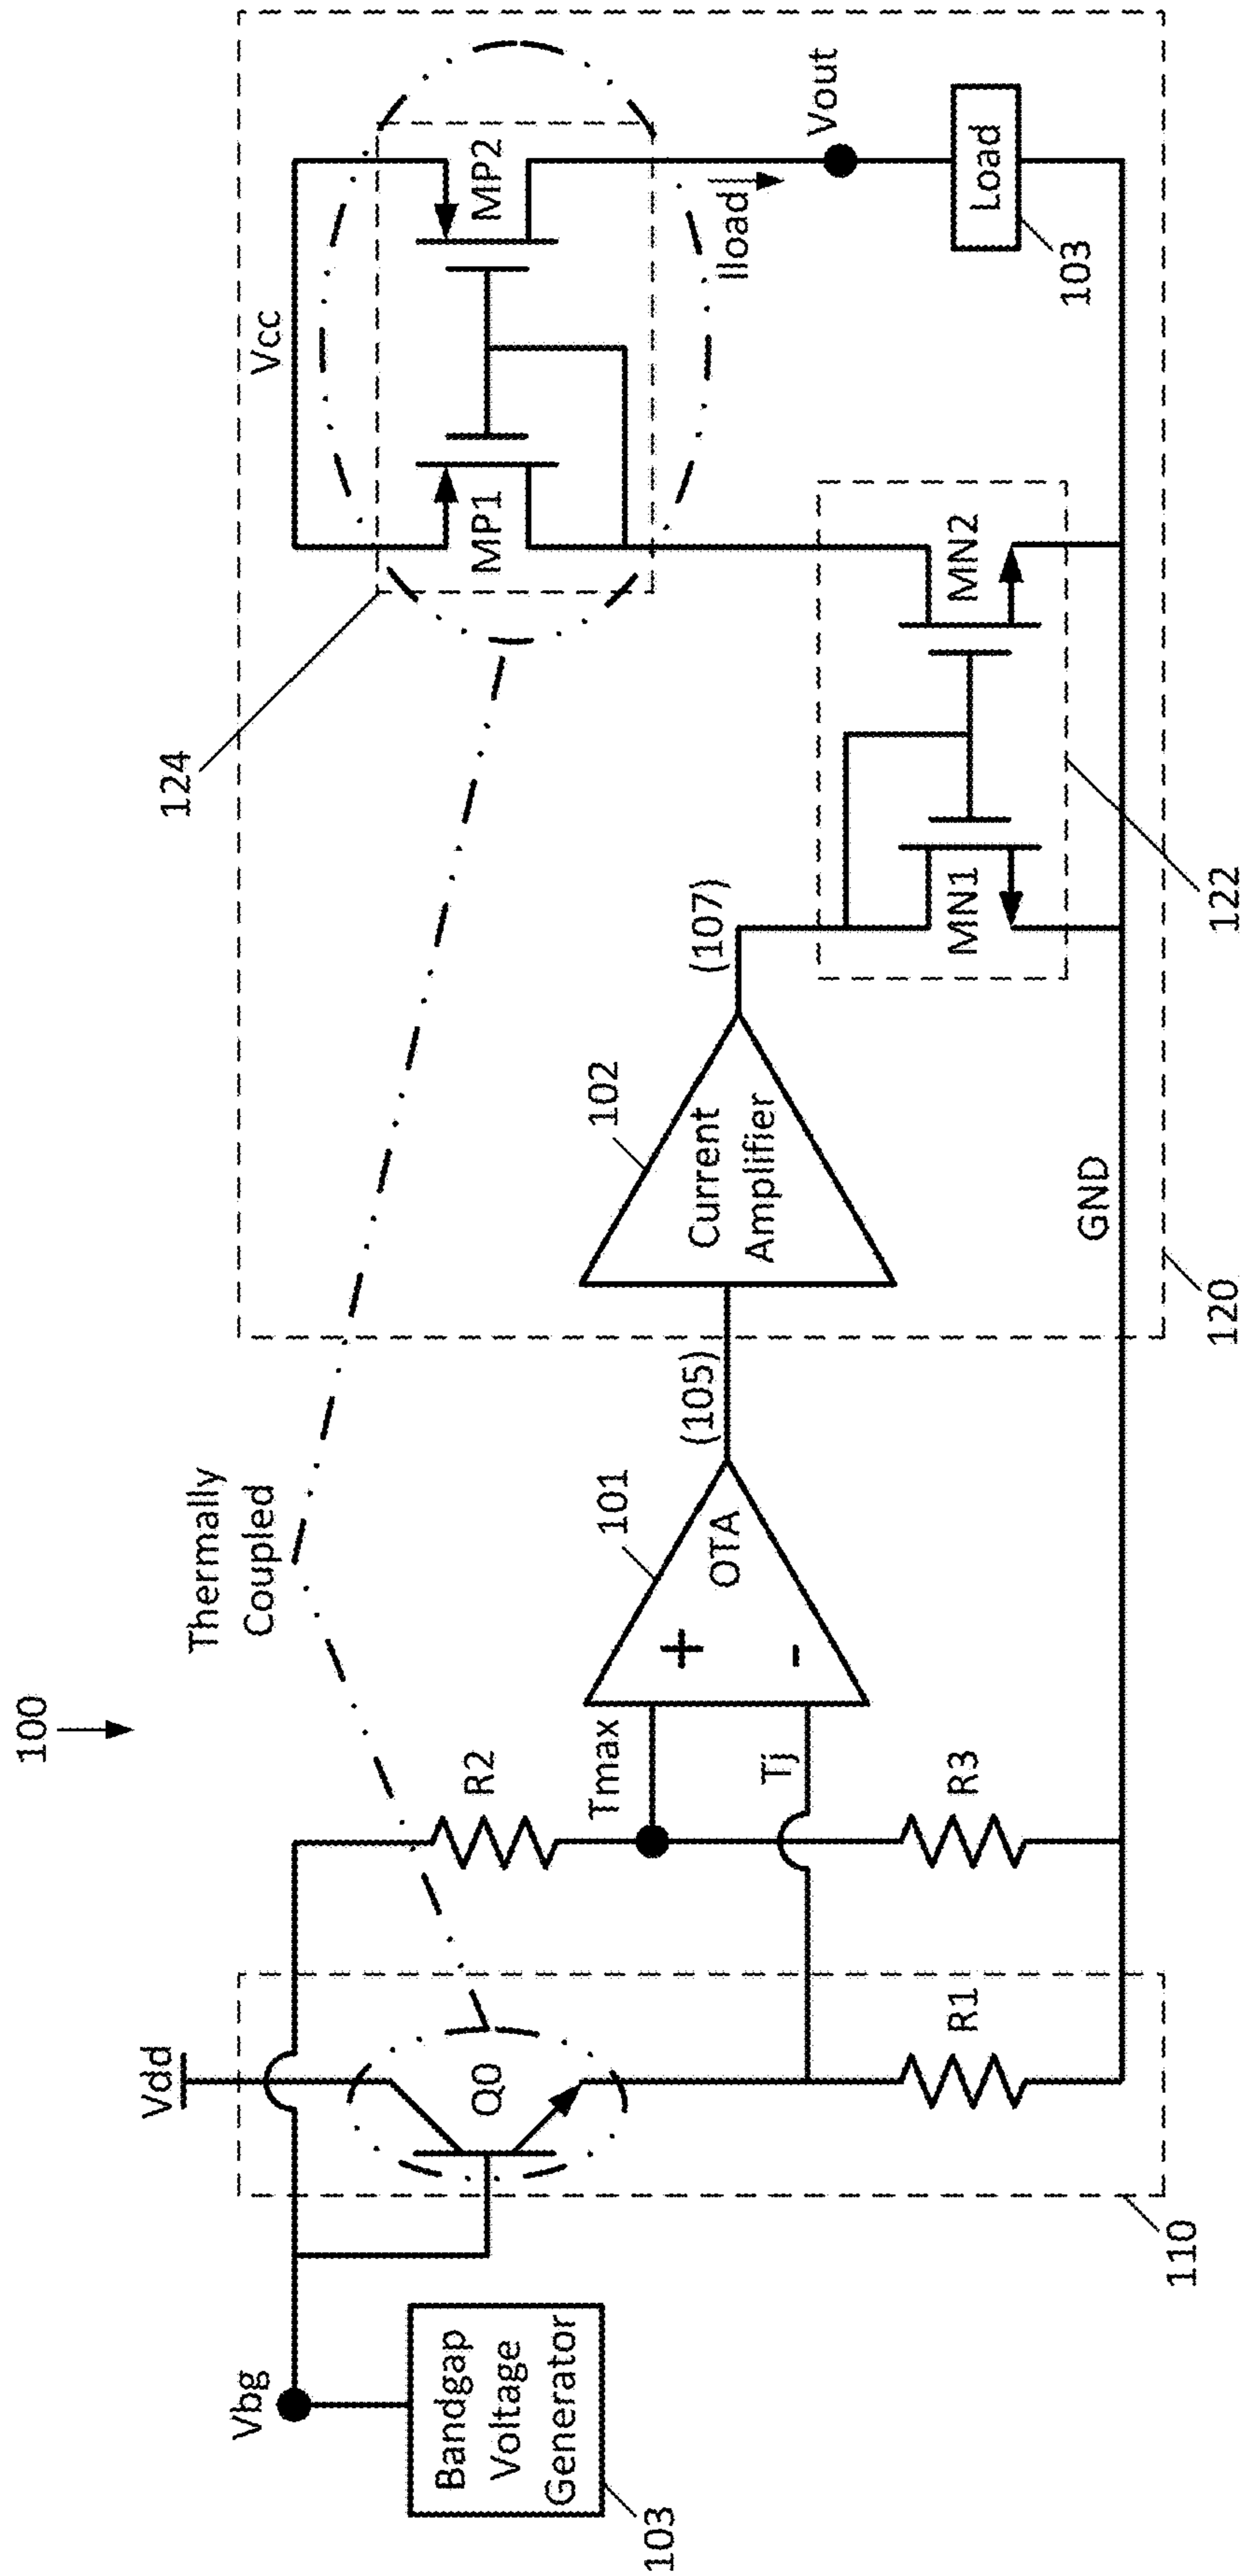 100
Thermally
Coupled
124
Vcc
Vdd
Vbg
Q0
R2
MP1
MP2
Bandgap
Voltage
Generator
103
Tmax
Tj
+
-
OTA
101
(105)
102
Current
Amplifier
(107)
Iload
Vout
R1
R3
MN1
MN2
Load
103
GND
110
120
122